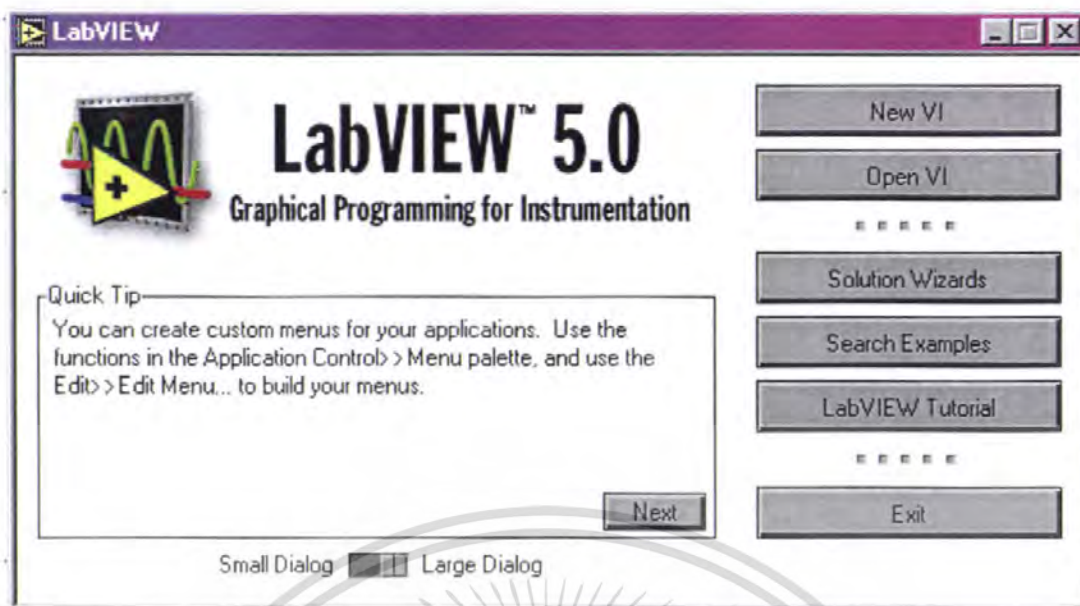 LabVIEW
LabVIEW™ 5.0
Graphical Programming for Instrumentation
Quick Tip
You can create custom menus for your applications. Use the
functions in the Application Control>>Menu palette, and use the
Edit>>Edit Menu... to build your menus.
Next
Small Dialog Large Dialog
New VI
Open VI
Solution Wizards
Search Examples
LabVIEW Tutorial
Exit